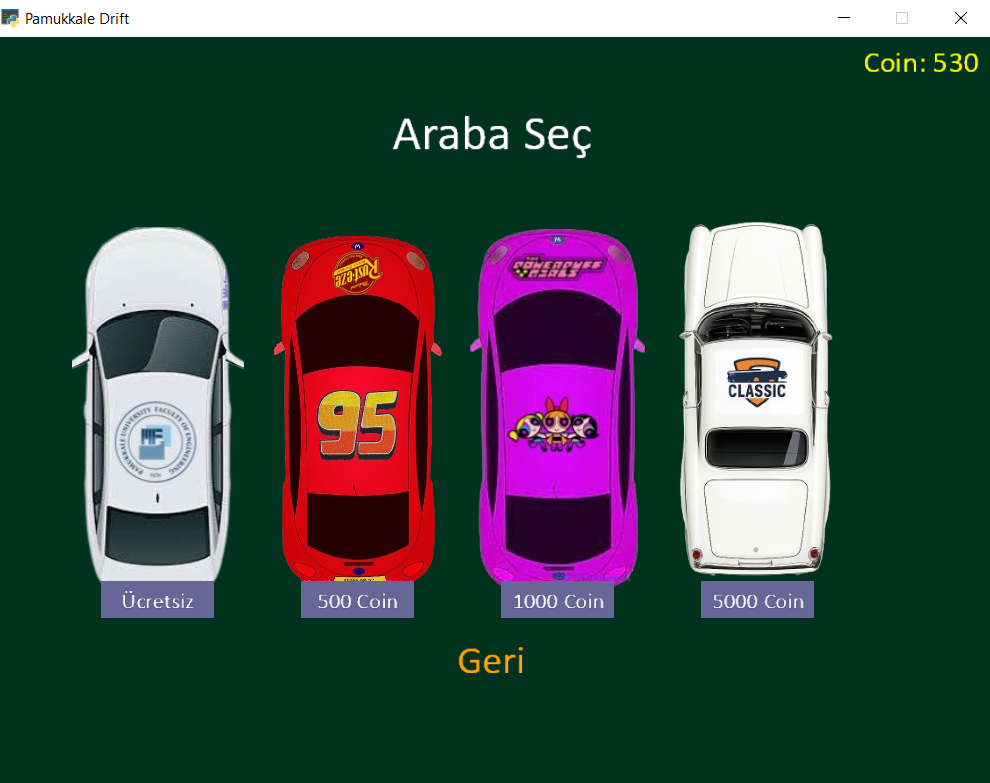 Pamukkale Drift
Coin: 530
Araba Seç
Rust-eze
THE
POWERPUFF
GIRLS
95
CLASSIC
PAMUKKALE UNIVERSITY FACULTY OF ENGINEERING
Ücretsiz
500 Coin
1000 Coin
5000 Coin
Geri